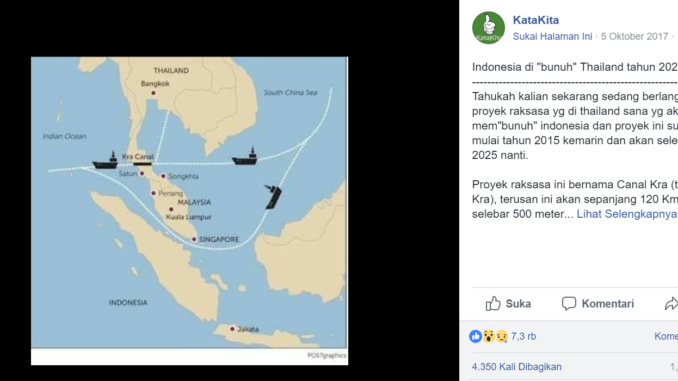 THAILAND
Bangkok
South China Sea
Indian Ocean
Kra Canal
Satun
Songkhla
Penang
MALAYSIA
Kuala Lumpur
SINGAPORE
INDONESIA
Jakata
POSTgraphics
KataKita
KataKita
Sukai Halaman Ini · 5 Oktober 2017 ·
Indonesia di "bunuh" Thailand tahun 202
Tahukah kalian sekarang sedang berlang
proyek raksasa yg di thailand sana yg ak
mem"bunuh" indonesia dan proyek ini su
mulai tahun 2015 kemarin dan akan sele
2025 nanti.
Proyek raksasa ini bernama Canal Kra (t
Kra), terusan ini akan sepanjang 120 Km
selebar 500 meter... Lihat Selengkapnya
Suka Komentari
7,3 rb Kome
4.350 Kali Dibagikan 1,